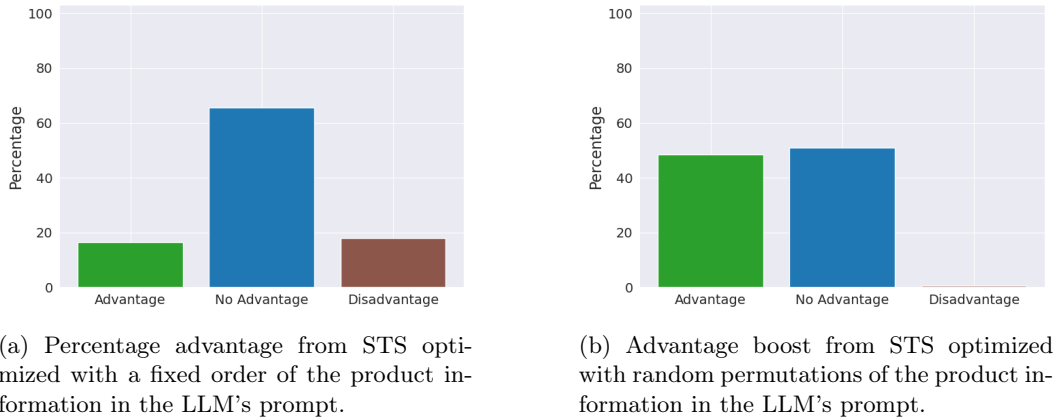 100
80
60
40
20
0
Percentage
Advantage
No Advantage
Disadvantage
(a) Percentage advantage from STS opti-
mized with a fixed order of the product in-
formation in the LLM's prompt.
100
80
60
40
20
0
Percentage
Advantage
No Advantage
Disadvantage
(b) Advantage boost from STS optimized
with random permutations of the product in-
formation in the LLM's prompt.